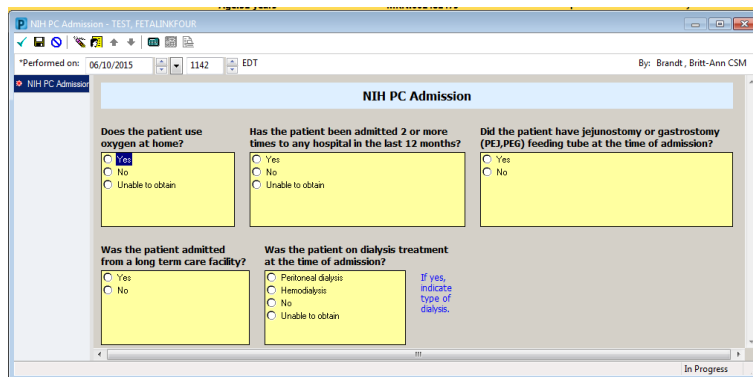 NIH PC Admission - TEST, FETALINKFOUR
*Performed on: 06/10/2015 1142 EDT By: Brandt , Britt-Ann CSM
NIH PC Admission
NIH PC Admission
Does the patient use
oxygen at home?
Yes
No
Unable to obtain
Has the patient been admitted 2 or more
times to any hospital in the last 12 months?
Yes
No
Unable to obtain
Did the patient have jejunostomy or gastrostomy
(PEJ,PEG) feeding tube at the time of admission?
Yes
No
Was the patient admitted
from a long term care facility?
Yes
No
Was the patient on dialysis treatment
at the time of admission?
Peritoneal dialysis
Hemodialysis
No
Unable to obtain
If yes,
indicate
type of
dialysis.
In Progress